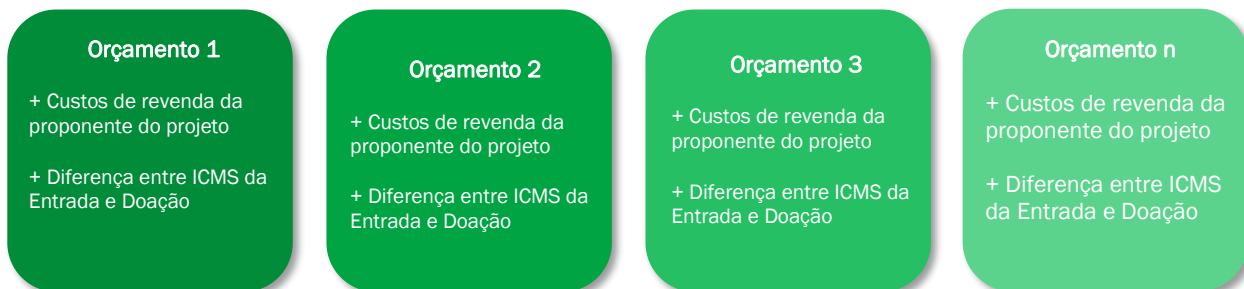 Orçamento 1
+ Custos de revenda da
proponente do projeto
+ Diferença entre ICMS da
Entrada e Doação
Orçamento 2
+ Custos de revenda da
proponente do projeto
+ Diferença entre ICMS da
Entrada e Doação
Orçamento 3
+ Custos de revenda da
proponente do projeto
+ Diferença entre ICMS da
Entrada e Doação
Orçamento n
+ Custos de revenda da
proponente do projeto
+ Diferença entre ICMS
da Entrada e Doação